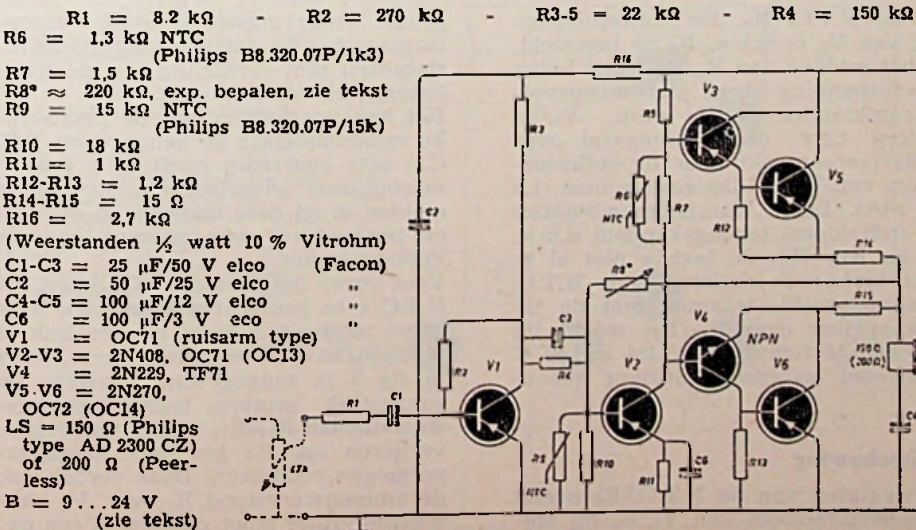 R1 = 8.2 kΩ - R2 = 270 kΩ - R3-5 = 22 kΩ R4 = 150 kΩ
R6 = 1,3 kΩ NTC
(Philips B8.320.07P/1k3)
R7 = 1,5 kΩ
R8* ≈ 220 kΩ, exp. bepalen, zie tekst
R9 = 15 kΩ NTC
(Philips B8.320.07P/15k)
R10 = 18 kΩ
R11 = 1 kΩ
R12-R13 = 1,2 kΩ
R14-R15 = 15 Ω
R16 = 2,7 kΩ
(Weerstanden ½ watt 10 % Vitrohm)
C1-C3 = 25 μF/50 V elco (Facon)
C2 = 50 μF/25 V elco „
C4-C5 = 100 μF/12 V elco „
C6 = 100 μF/3 V eco „
V1 = OC71 (ruisarm type)
V2-V3 = 2N408, OC71 (OC13)
V4 = 2N229, TF71
V5-V6 = 2N270,
OC72 (OC14)
LS = 150 Ω (Philips
type AD 2300 CZ)
of 200 Ω (Peer-
less)
B = 9...24 V
(zie tekst)
R16
V3
R5
R3
V5
C2
R6
NTC
R7
R12
R14
R8*
R15
C3
V4
NPN
150 Ω
(200Ω)
R2
V1
V2
V6
R1
C1
NTC
R10
C6
R11
R13